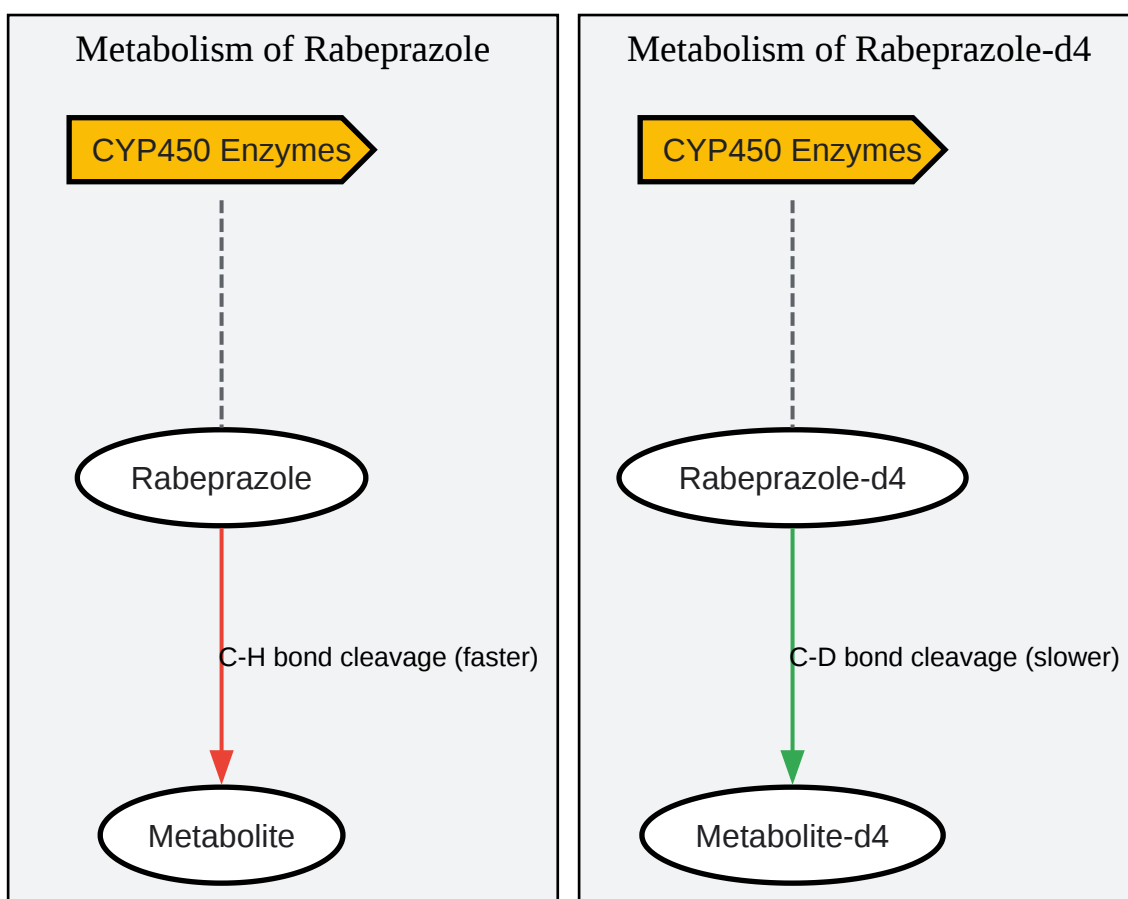 Metabolism of Rabeprazole
CYP450 Enzymes
Rabeprazole
C-H bond cleavage (faster)
Metabolite
Metabolism of Rabeprazole-d4
CYP450 Enzymes
Rabeprazole-d4
C-D bond cleavage (slower)
Metabolite-d4